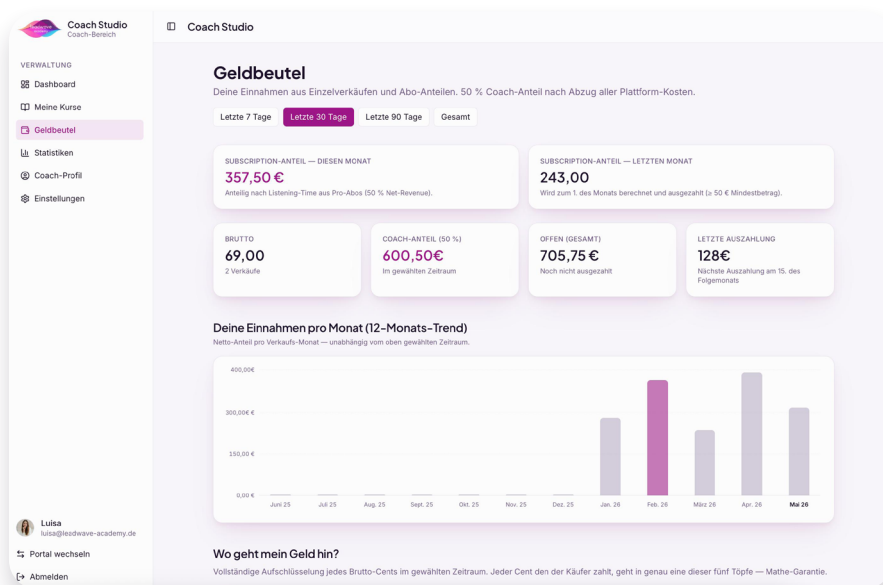 Coach Studio
Coach-Bereich
VERWALTUNG
Dashboard
Meine Kurse
Geldbeutel
Statistiken
Coach-Profil
Einstellungen
Luisa
luisa@leadwave-academy.de
Portal wechseln
Abmelden
Coach Studio
Geldbeutel
Deine Einnahmen aus Einzelverkäufen und Abo-Anteilen. 50 % Coach-Anteil nach Abzug aller Plattform-Kosten.
Letzte 7 Tage Letzte 30 Tage Letzte 90 Tage Gesamt
SUBSCRIPTION-ANTEIL — DIESEN MONAT
357,50 €
Anteilig nach Listening-Time aus Pro-Abos (50 % Net-Revenue).
SUBSCRIPTION-ANTEIL — LETZTEN MONAT
243,00
Wird zum 1. des Monats berechnet und ausgezahlt (≥ 50 € Mindestbetrag).
BRUTTO
69,00
2 Verkäufe
COACH-ANTEIL (50 %)
600,50€
Im gewählten Zeitraum
OFFEN (GESAMT)
705,75 €
Noch nicht ausgezahlt
LETZTE AUSZAHLUNG
128€
Nächste Auszahlung am 15. des
Folgemonats
Deine Einnahmen pro Monat (12-Monats-Trend)
Netto-Anteil pro Verkaufs-Monat — unabhängig vom oben gewählten Zeitraum.
400,00€
300,00€ €
150,00 €
0,00 €
Juni 25 Juli 25 Aug. 25 Sept. 25 Okt. 25 Nov. 25 Dez. 25 Jan. 26 Feb. 26 März 26 Apr. 26 Mai 26
Wo geht mein Geld hin?
Vollständige Aufschlüsselung jedes Brutto-Cents im gewählten Zeitraum. Jeder Cent den der Käufer zahlt, geht in genau eine dieser fünf Töpfe — Mathe-Garantie.